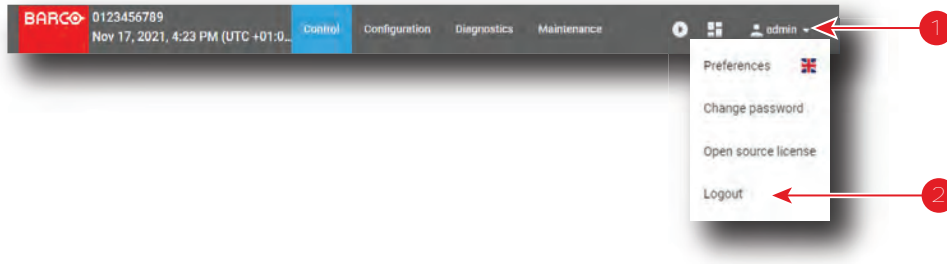 BARCO 0123456789
Nov 17, 2021, 4:23 PM (UTC +01:0...
Control Configuration Diagnostics Maintenance admin
1
Preferences
Change password
Open source license
Logout
2